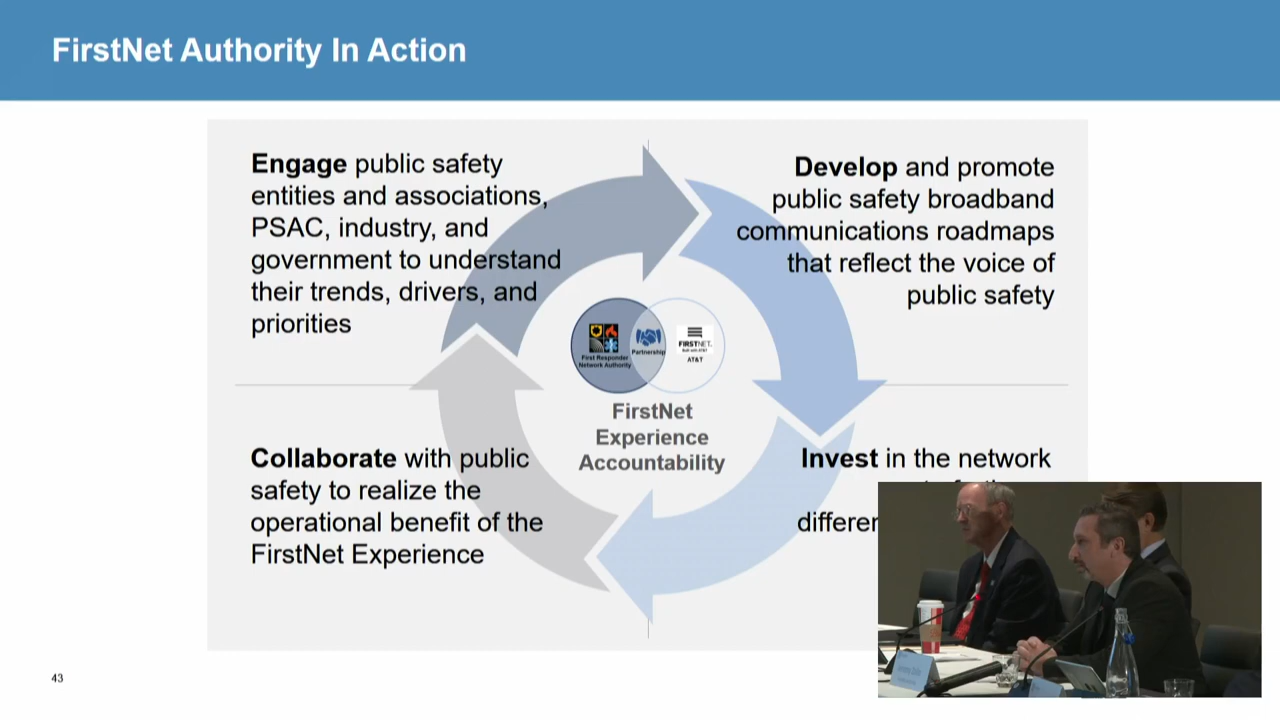 FirstNet Authority In Action
Engage public safety
entities and associations,
PSAC, industry, and
government to understand
their trends, drivers, and
priorities
Develop and promote
public safety broadband
communications roadmaps
that reflect the voice of
public safety
First Responder
Network Authority
Partnership
FIRSTNET.
Built with AT&T
AT&T
FirstNet
Experience
Accountability
Collaborate with public
safety to realize the
operational benefit of the
FirstNet Experience
Invest in the network
43